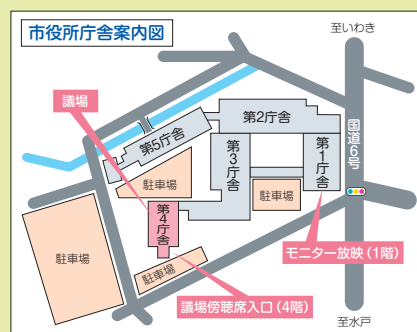 市役所庁舎案内図
至いわき
議場
第2庁舎
第5庁舎
第3庁舎
第1庁舎
国道6号
駐車場
駐車場
第4庁舎
駐車場
駐車場
モニター放映(1階)
議場傍聴席入口(4階)
至水戸